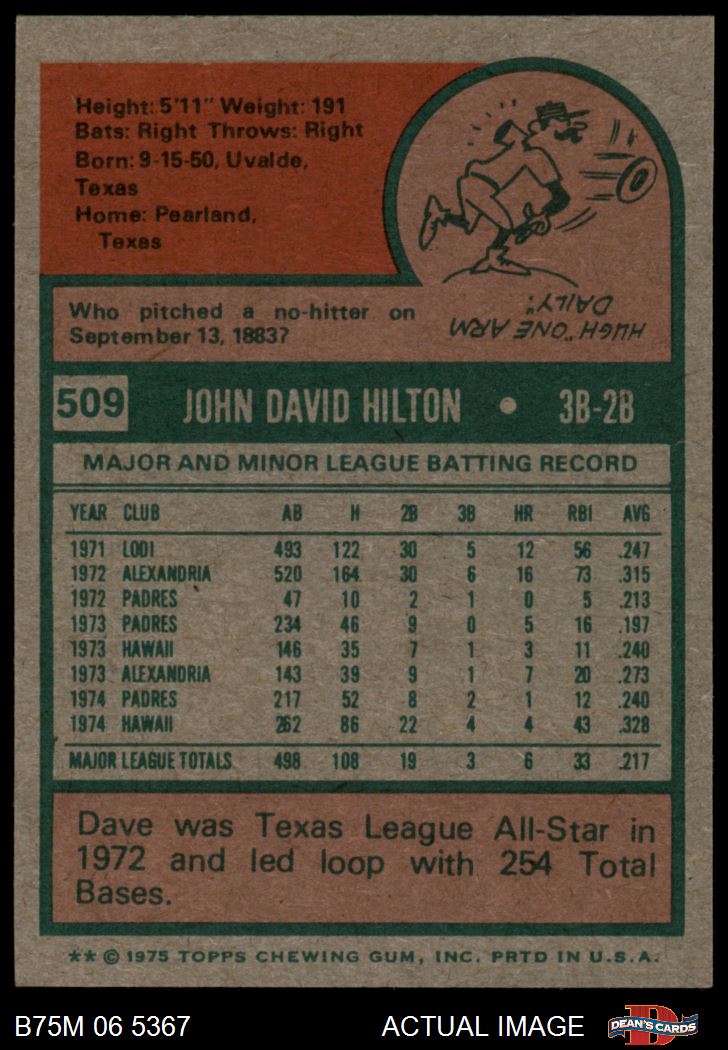 Height: 5'11" Weight: 191
Bats: Right Throws: Right
Born: 9-15-50, Uvalde,
Texas
Home: Pearland,
Texas
Who pitched a no-hitter on
September 13, 1883?
HUGH "ONE ARM
DAILY".
509 JOHN DAVID HILTON • 3B-2B
MAJOR AND MINOR LEAGUE BATTING RECORD
YEAR CLUB AB H 2B 3B HR RBI AVG
1971 LODI 493 122 30 5 12 56 .247
1972 ALEXANDRIA 520 164 30 6 16 73 .315
1972 PADRES 47 10 2 1 0 5 .213
1973 PADRES 234 46 9 0 5 16 .197
1973 HAWAII 146 35 7 1 3 11 .240
1973 ALEXANDRIA 143 39 9 1 7 20 .273
1974 PADRES 217 52 8 2 1 12 .240
1974 HAWAII 262 86 22 4 4 43 .328
MAJOR LEAGUE TOTALS 498 108 19 3 6 33 .217
Dave was Texas League All-Star in
1972 and led loop with 254 Total
Bases.
** © 1975 TOPPS CHEWING GUM, INC. PRTD IN U.S.A.
B75M 06 5367 ACTUAL IMAGE D DEAN'S CARDS